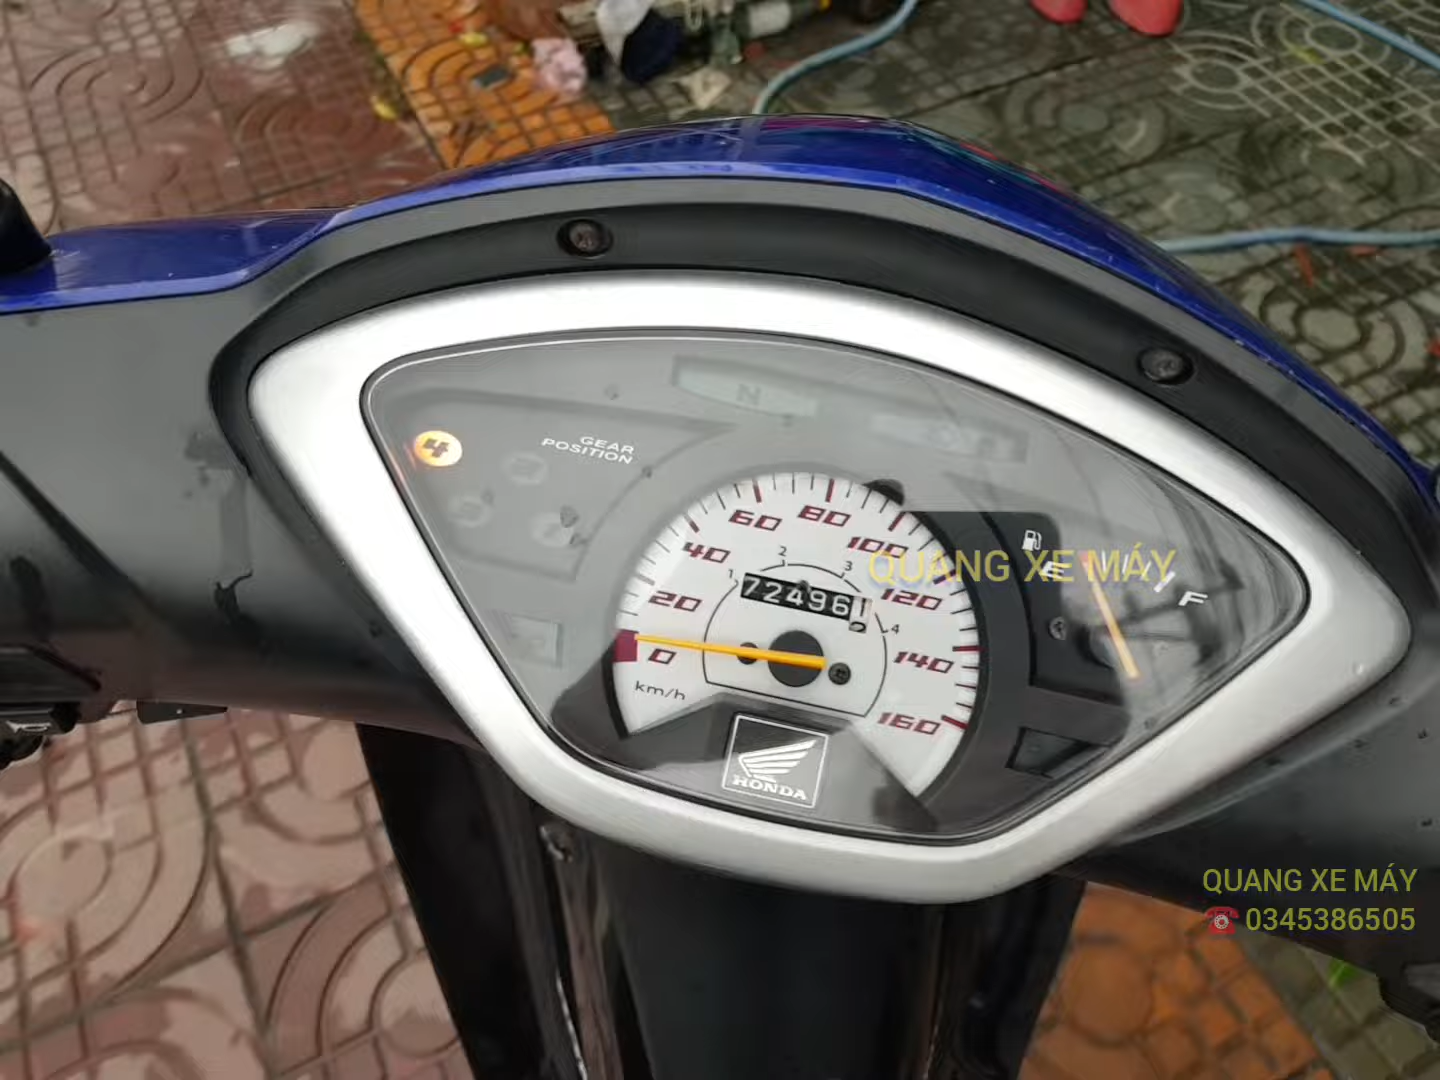 N
GEAR
POSITION
4
60
80
100
40
20
0
120
140
160
1
2
3
4
72496
km/h
HONDA
E
F
QUANG XE MÁY
QUANG XE MÁY
☎ 0345386505